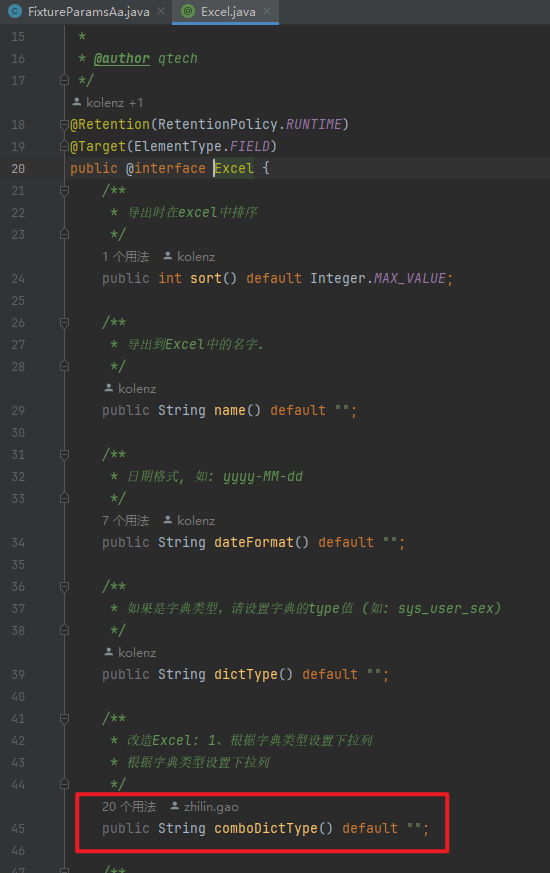 FixtureParamsAa.java Excel.java
15 *
16 * @author qtech
17 */
kolenz +1
18 @Retention(RetentionPolicy.RUNTIME)
19 @Target(ElementType.FIELD)
20 public @interface Excel {
21 /**
22 * 导出时在excel中排序
23 */
1 个用法 kolenz
24 public int sort() default Integer.MAX_VALUE;
25
26 /**
27 * 导出到Excel中的名字.
28 */
kolenz
29 public String name() default "";
30
31 /**
32 * 日期格式, 如: yyyy-MM-dd
33 */
7 个用法 kolenz
34 public String dateFormat() default "";
35
36 /**
37 * 如果是字典类型，请设置字典的type值 (如: sys_user_sex)
38 */
kolenz
39 public String dictType() default "";
40
41 /**
42 * 改造Excel: 1、根据字典类型设置下拉列
43 * 根据字典类型设置下拉列
44 */
20 个用法 zhilin.gao
45 public String comboDictType() default "";
46
47 /**